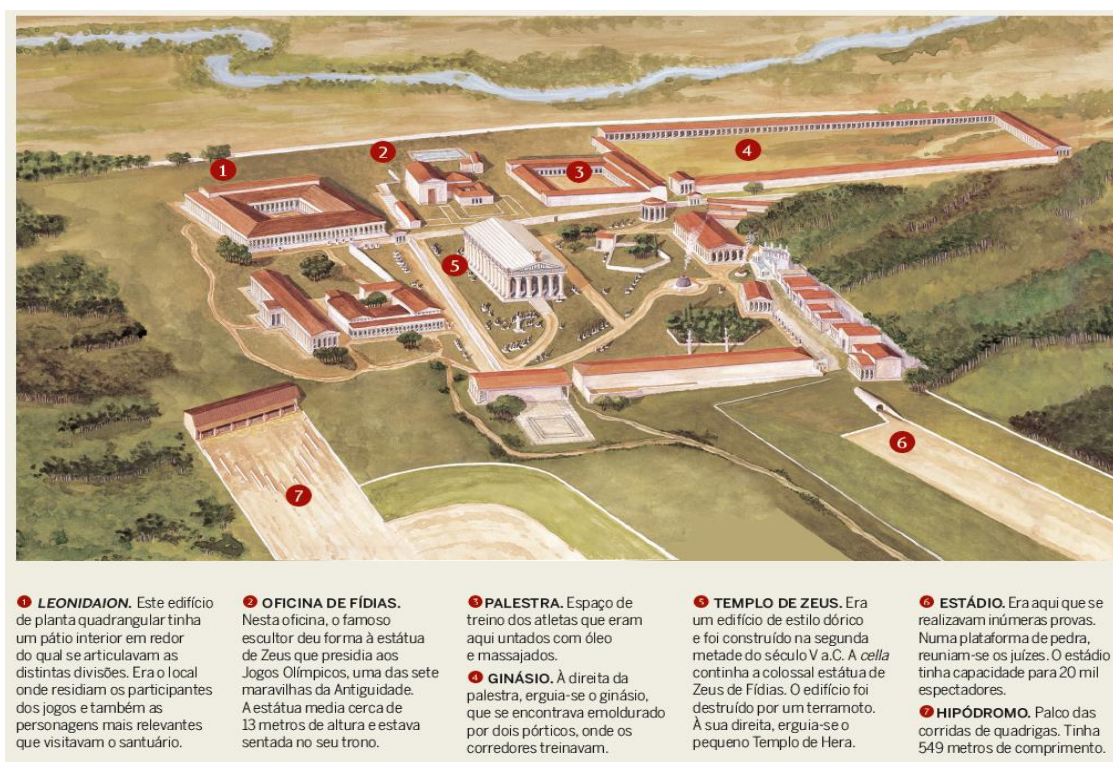 1
2
3
4
5
6
7
1 LEONIDAION. Este edifício
de planta quadrangular tinha
um pátio interior em redor
do qual se articulavam as
distintas divisões. Era o local
onde residiam os participantes
dos jogos e também as
personagens mais relevantes
que visitavam o santuário.
2 OFICINA DE FÍDIAS.
Nesta oficina, o famoso
escultor deu forma à estátua
de Zeus que presidia aos
Jogos Olímpicos, uma das sete
maravilhas da Antiguidade.
A estátua media cerca de
13 metros de altura e estava
sentada no seu trono.
3 PALESTRA. Espaço de
treino dos atletas que eram
aqui untados com óleo
e massajados.
4 GINÁSIO. À direita da
palestra, erguia-se o ginásio,
que se encontrava emoldurado
por dois pórticos, onde os
corredores treinavam.
5 TEMPLO DE ZEUS. Era
um edifício de estilo dórico
e foi construído na segunda
metade do século V a.C. A cella
continha a colossal estátua de
Zeus de Fídias. O edifício foi
destruído por um terramoto.
À sua direita, erguia-se o
pequeno Templo de Hera.
6 ESTÁDIO. Era aqui que se
realizavam inúmeras provas.
Numa plataforma de pedra,
reuniam-se os juízes. O estádio
tinha capacidade para 20 mil
espectadores.
7 HIPÓDROMO. Palco das
corridas de quadrigas. Tinha
549 metros de comprimento.